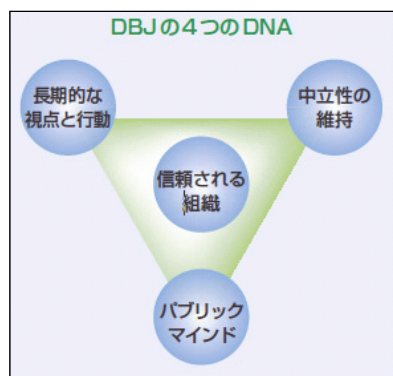 DBJの4つのDNA
長期的な
視点と行動
中立性の
維持
信頼される
組織
パブリック
マインド